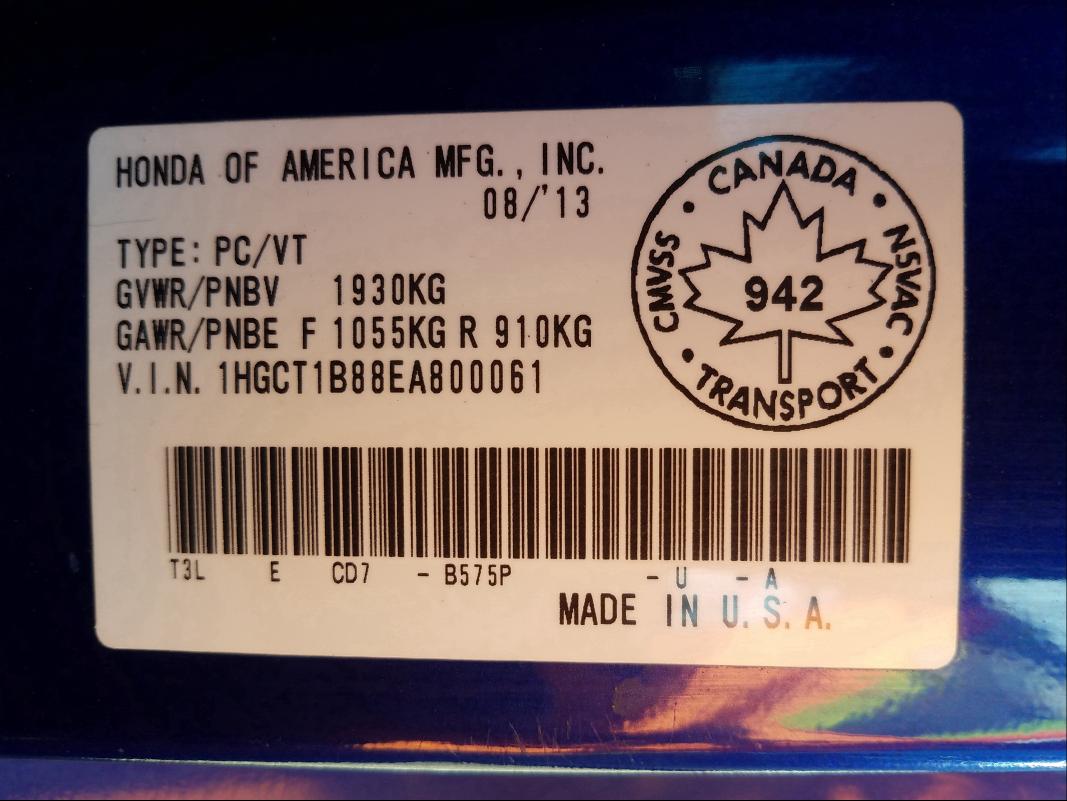 HONDA OF AMERICA MFG., INC.
08/'13
TYPE: PC/VT
GVWR/PNBV 1930KG
GAWR/PNBE F 1055KG R 910KG
V.I.N. 1HGCT1B88EA800061
CANADA
CMVSS
942
NSVAC
TRANSPORT
T3L E CD7 - B575P - U - A
MADE IN U.S.A.